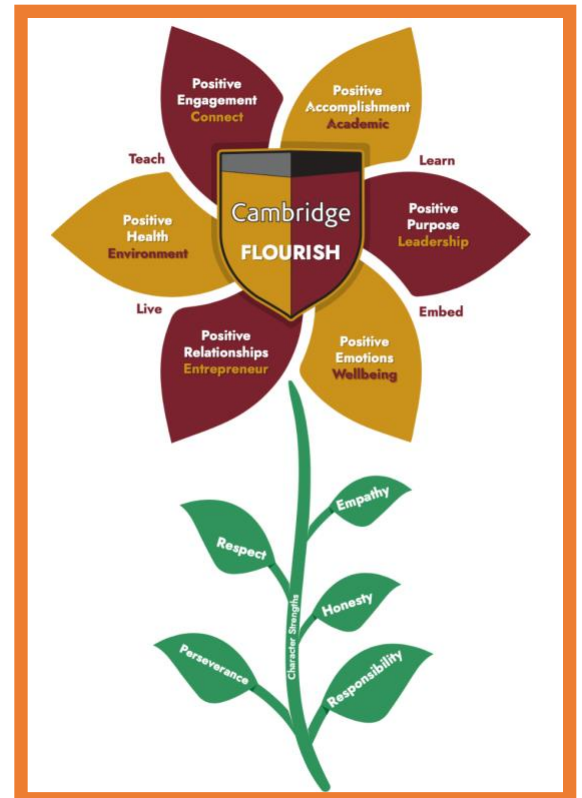 Positive
Engagement
Connect
Positive
Accomplishment
Academic
Teach
Learn
Cambridge
FLOURISH
Positive
Health
Environment
Positive
Purpose
Leadership
Live
Embed
Positive
Relationships
Entrepreneur
Positive
Emotions
Wellbeing
Empathy
Respect
Honesty
Character Strengths
Perseverance
Responsibility